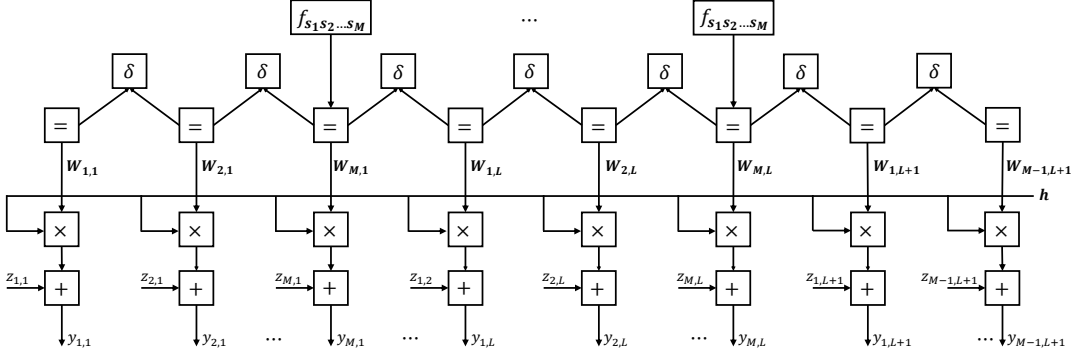 f_{s_1 s_2 … s_M} … f_{s_1 s_2 … s_M}
δ δ δ δ δ δ δ
= = = = = = = =
W_{1,1} W_{2,1} W_{M,1} W_{1,L} W_{2,L} W_{M,L} W_{1,L+1} W_{M−1,L+1}
h
× × × × × × × ×
z_{1,1} z_{2,1} z_{M,1} z_{1,2} z_{2,L} z_{M,L} z_{1,L+1} z_{M−1,L+1}
+ + + + + + + +
y_{1,1} y_{2,1} … y_{M,1} … y_{1,L} y_{2,L} … y_{M,L} y_{1,L+1} … y_{M−1,L+1}